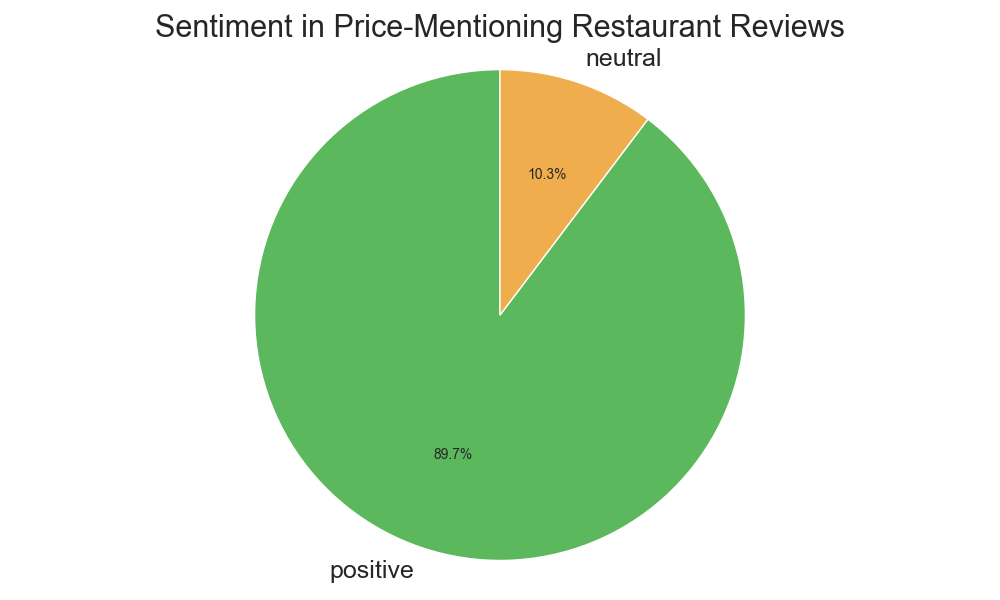 Sentiment in Price-Mentioning Restaurant Reviews
neutral
10.3%
89.7%
positive